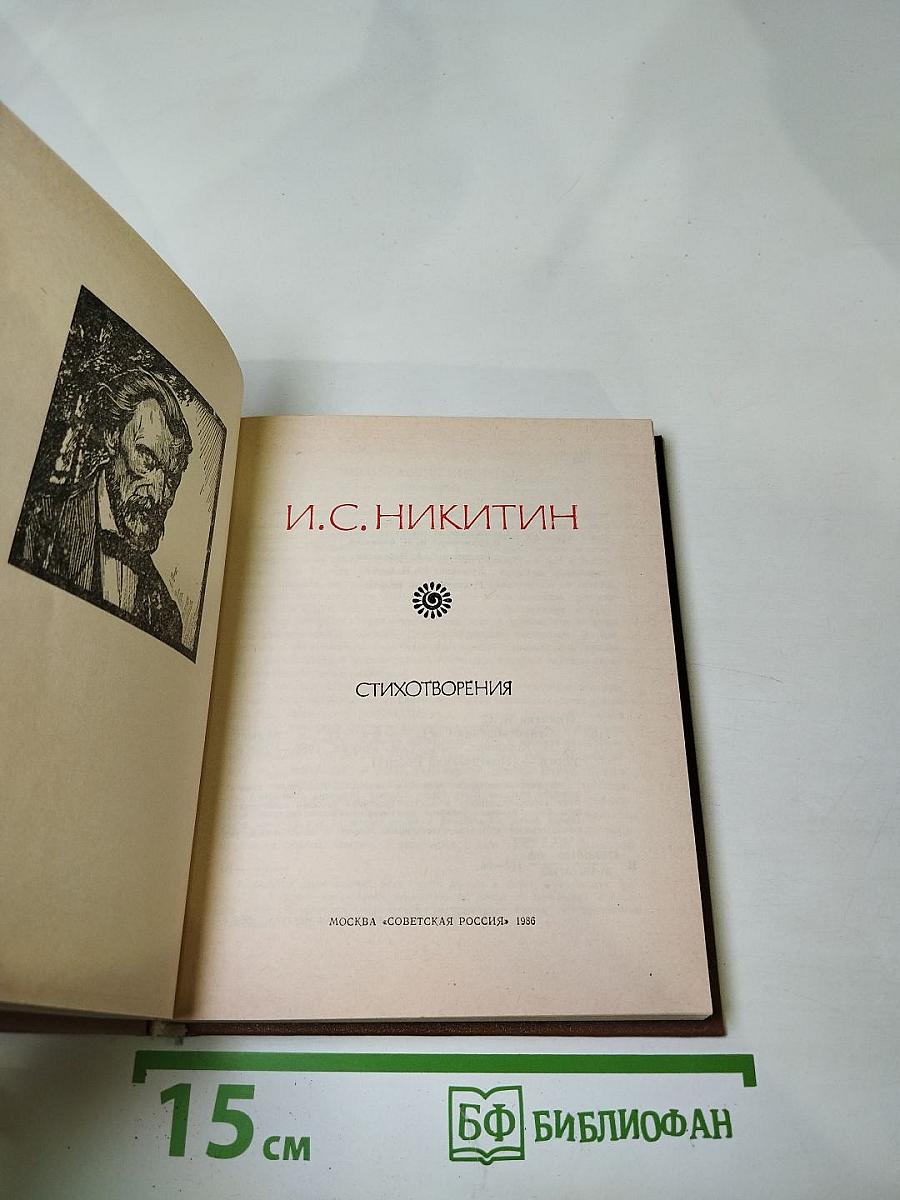 И.С.НИКИТИН
СТИХОТВОРЕНИЯ
МОСКВА «СОВЕТСКАЯ РОССИЯ» 1986
15 см
БФ БИБЛИОФАН